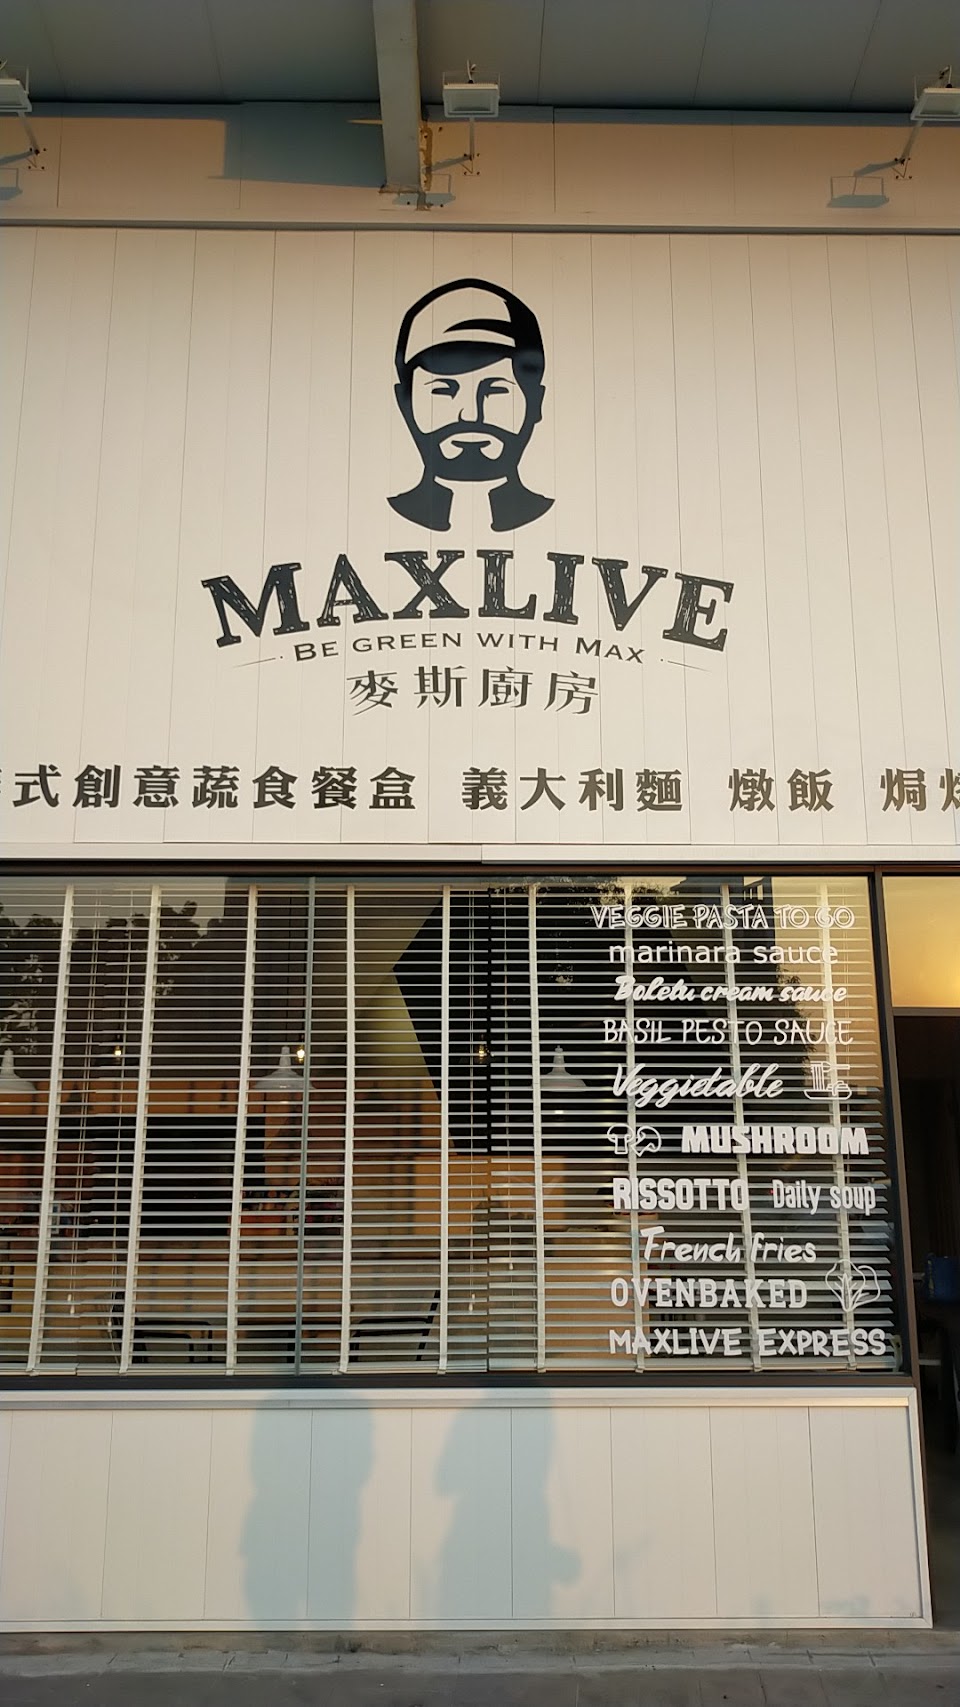 MAXLIVE
BE GREEN WITH MAX
麥斯廚房
式創意蔬食餐盒 義大利麵 燉飯 焗
VEGGIE PASTA TO GO
marinara sauce
Boletu cream sauce
BASIL PESTO SAUCE
Veggietable
MUSHROOM
RISSOTTO Daily soup
French fries
OVENBAKED
MAXLIVE EXPRESS